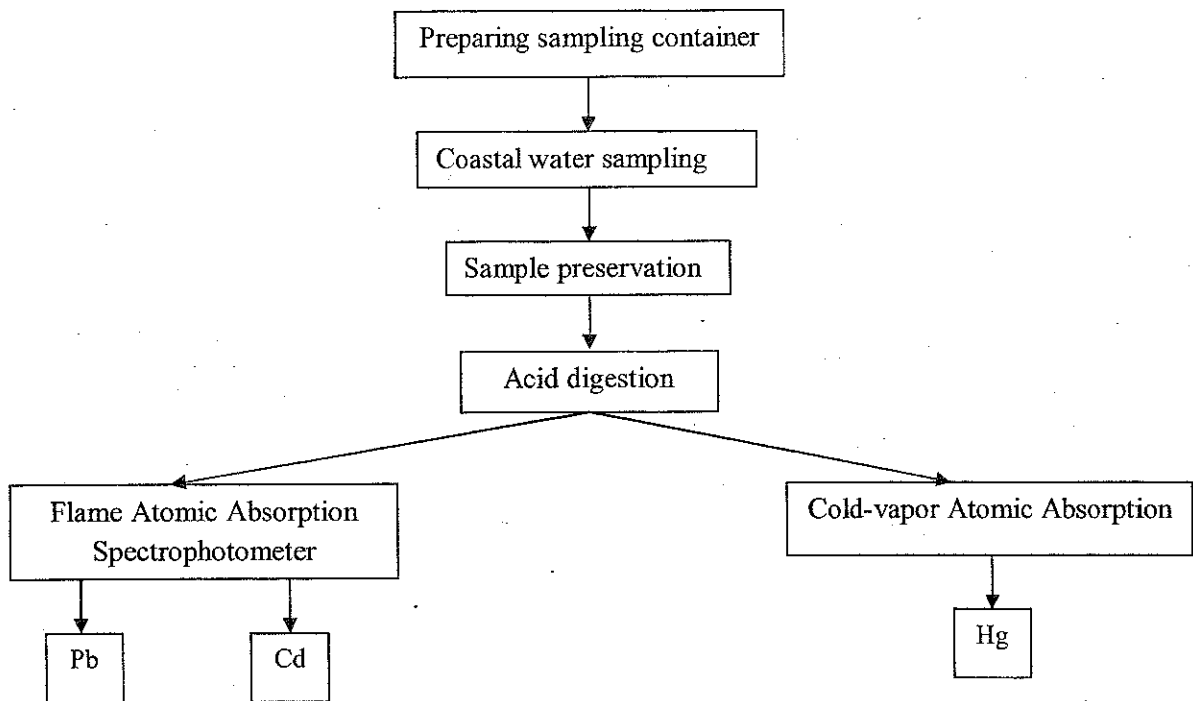 Preparing sampling container
Coastal water sampling
Sample preservation
Acid digestion
Flame Atomic Absorption
Spectrophotometer
Cold-vapor Atomic Absorption
Pb
Cd
Hg